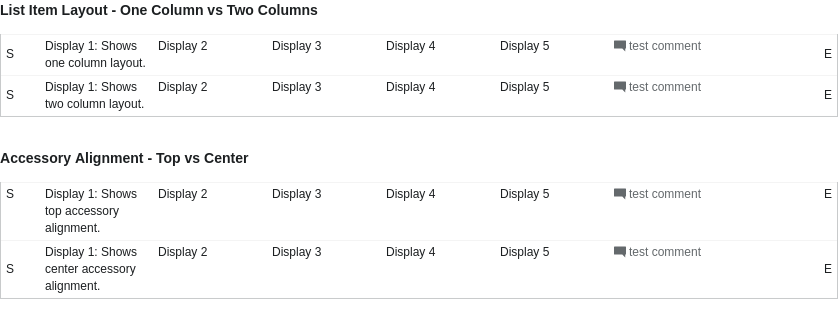 List Item Layout - One Column vs Two Columns
S Display 1: Shows one column layout. Display 2 Display 3 Display 4 Display 5 test comment E
S Display 1: Shows two column layout. Display 2 Display 3 Display 4 Display 5 test comment E
Accessory Alignment - Top vs Center
S Display 1: Shows top accessory alignment. Display 2 Display 3 Display 4 Display 5 test comment E
S Display 1: Shows center accessory alignment. Display 2 Display 3 Display 4 Display 5 test comment E